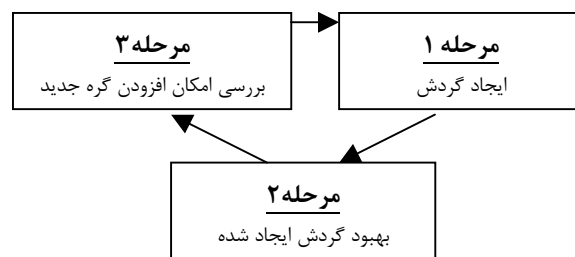 مرحله ۱
ایجاد گردش
مرحله۲
بهبود گردش ایجاد شده
مرحله۳
بررسی امکان افزودن گره جدید